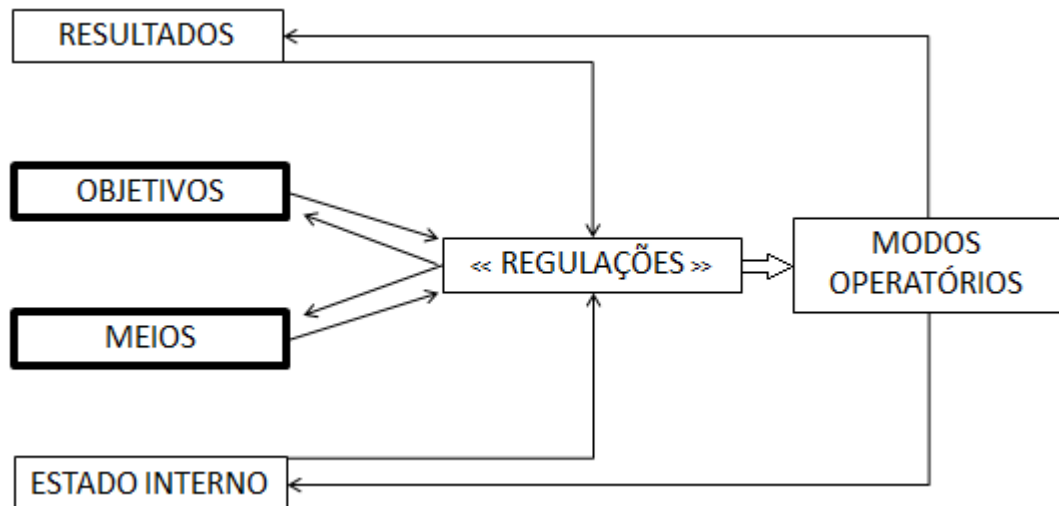 RESULTADOS
OBJETIVOS
<< REGULAÇÕES >>
MODOS
OPERATÓRIOS
MEIOS
ESTADO INTERNO